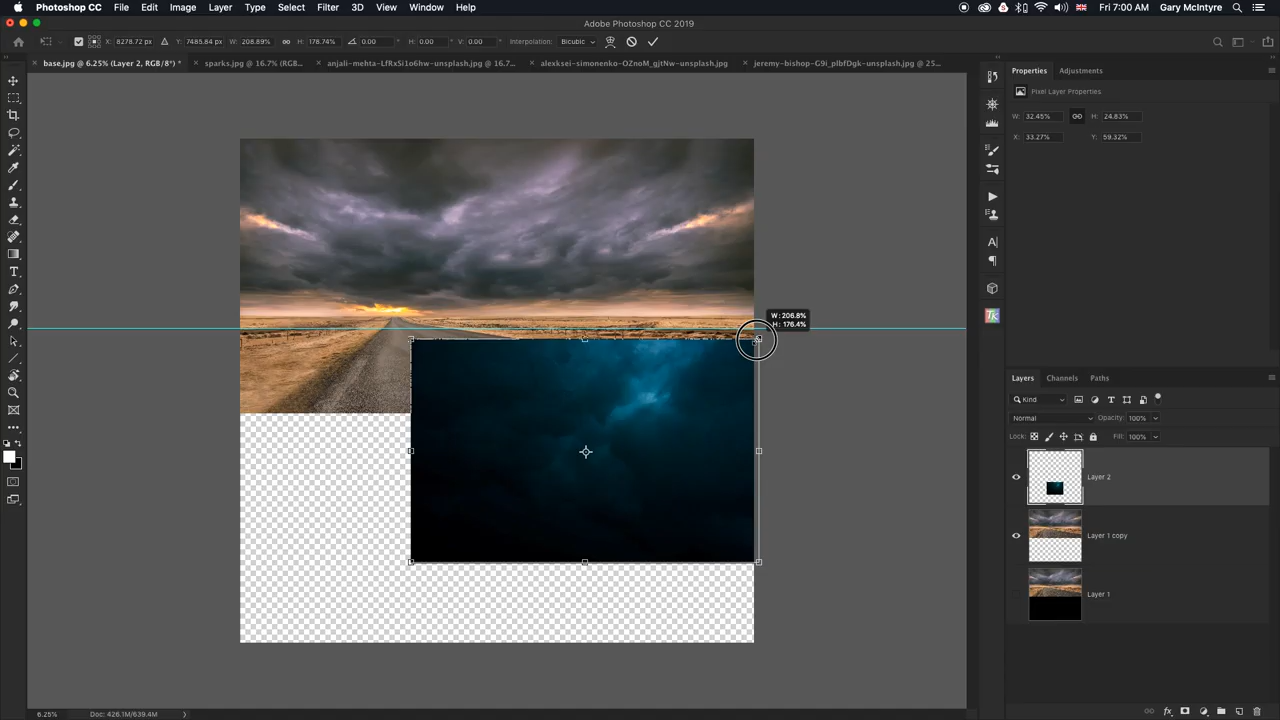 Photoshop CC File Edit Image Layer Type Select Filter 3D View Window Help Fri 7:00 AM Gary McIntyre
Adobe Photoshop CC 2019
X: 8278.72 px Y: 7485.84 px W: 208.89% H: 178.74% 0.00 H: 0.00 V: 0.00 Interpolation: Bicubic
base.jpg @ 6.25% (Layer 2, RGB/8*) * sparks.jpg @ 16.7% (RGB... anjali-mehta-LfRxSi1o6hw-unsplash.jpg @ 16.7... alexksei-simonenko-OZnoM_gjtNw-unsplash.jpg jeremy-bishop-G9i_plbfDgk-unsplash.jpg @ 25...
Properties Adjustments
Pixel Layer Properties
W: 32.45% H: 24.83%
X: 33.27% Y: 59.32%
W: 206.8%
H: 176.4%
Layers Channels Paths
Kind
Normal Opacity: 100%
Lock: Fill: 100%
Layer 2
Layer 1 copy
Layer 1
6.25% Doc: 426.1M/639.4M